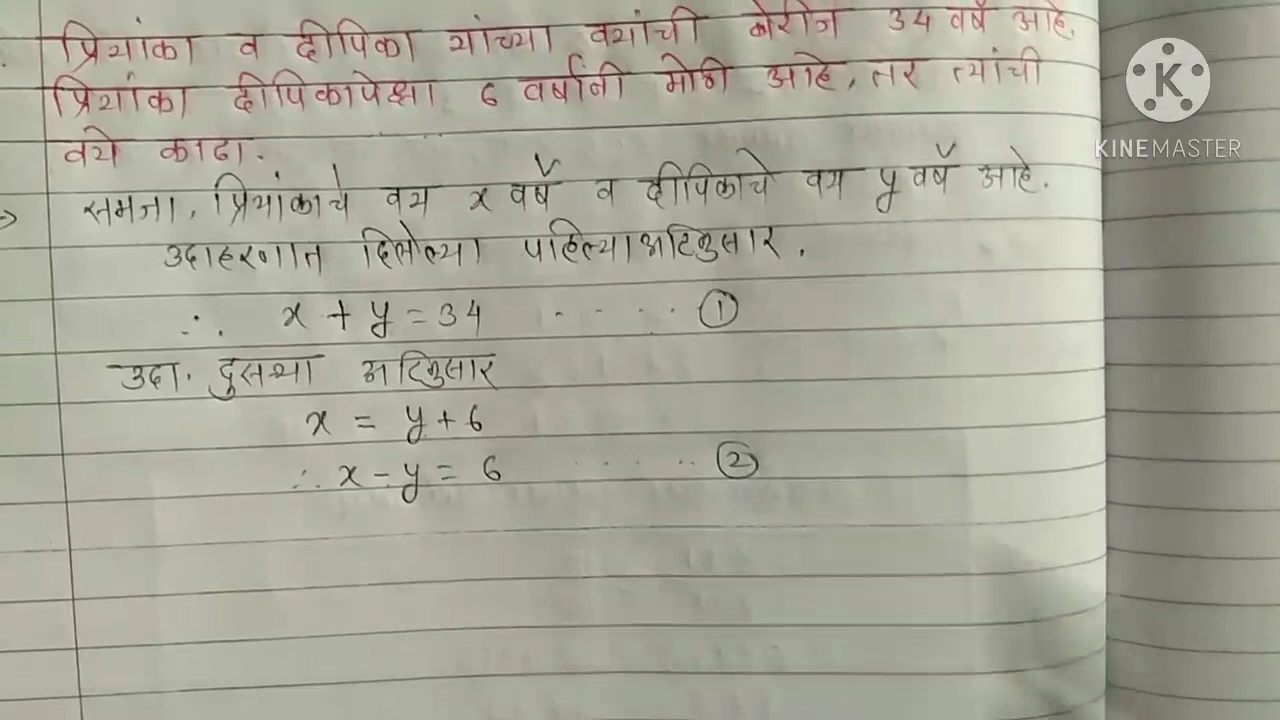 प्रियांका व दीपिका यांच्या वयांची बेरीज 34 वर्षे आहे.
प्रियांका दीपिकापेक्षा 6 वर्षांनी मोठी आहे, तर त्यांची
वये काढा.
⇒ समजा, प्रियांकाचे वय x वर्षे व दीपिकाचे वय y वर्षे आहे.
उदाहरणात दिलेल्या पहिल्या अटिनुसार.
∴ x + y = 34 ..... ①
उदा. दुसऱ्या अटिनुसार
x = y + 6
∴ x - y = 6 ..... ②
KINEMASTER